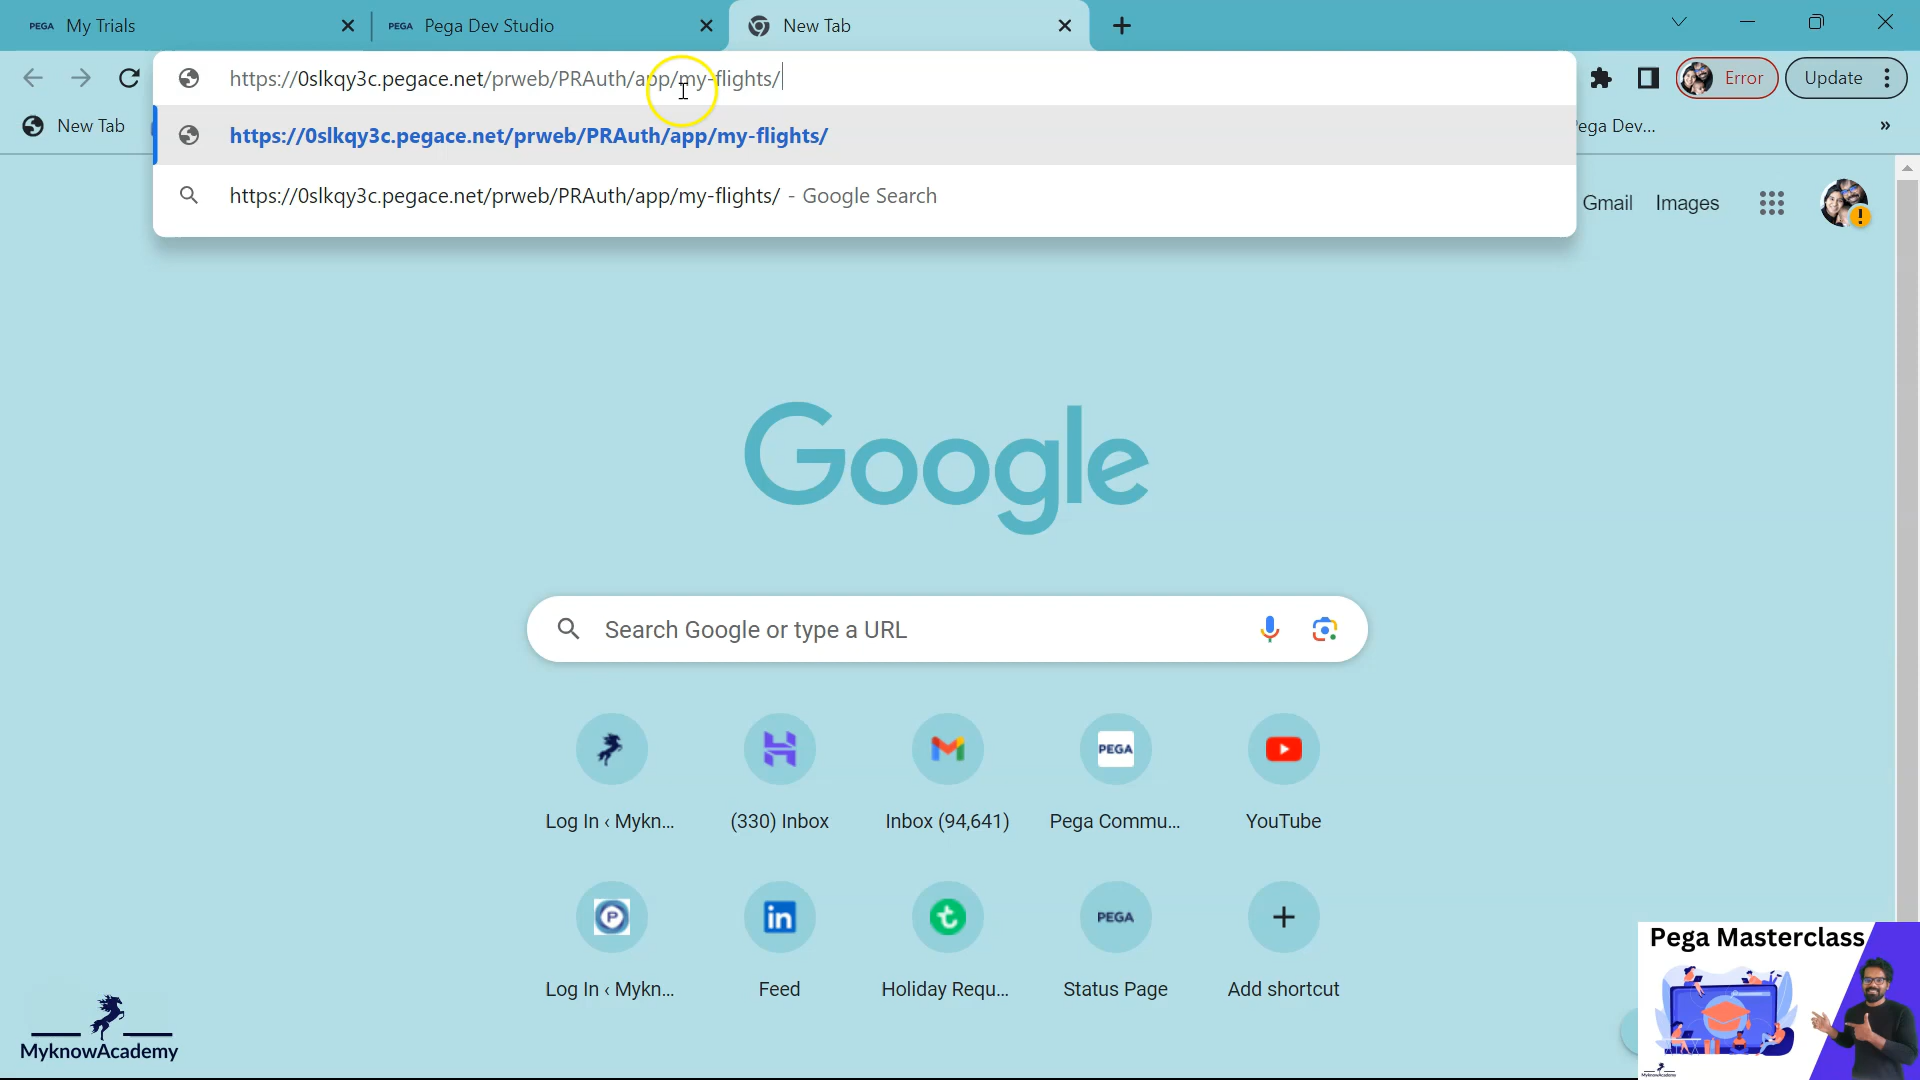 PEGA My Trials
PEGA Pega Dev Studio
New Tab
https://0slkqy3c.pegace.net/prweb/PRAuth/app/my-flights/
Error
Update
New Tab
https://0slkqy3c.pegace.net/prweb/PRAuth/app/my-flights/
ega Dev...
»
https://0slkqy3c.pegace.net/prweb/PRAuth/app/my-flights/ - Google Search
Gmail
Images
Google
Search Google or type a URL
PEGA
Log In ‹ Mykn...
(330) Inbox
Inbox (94,641)
Pega Commu...
YouTube
PEGA
Log In ‹ Mykn...
Feed
Holiday Requ...
Status Page
Add shortcut
Pega Masterclass
MyknowAcademy
MyknowAcademy